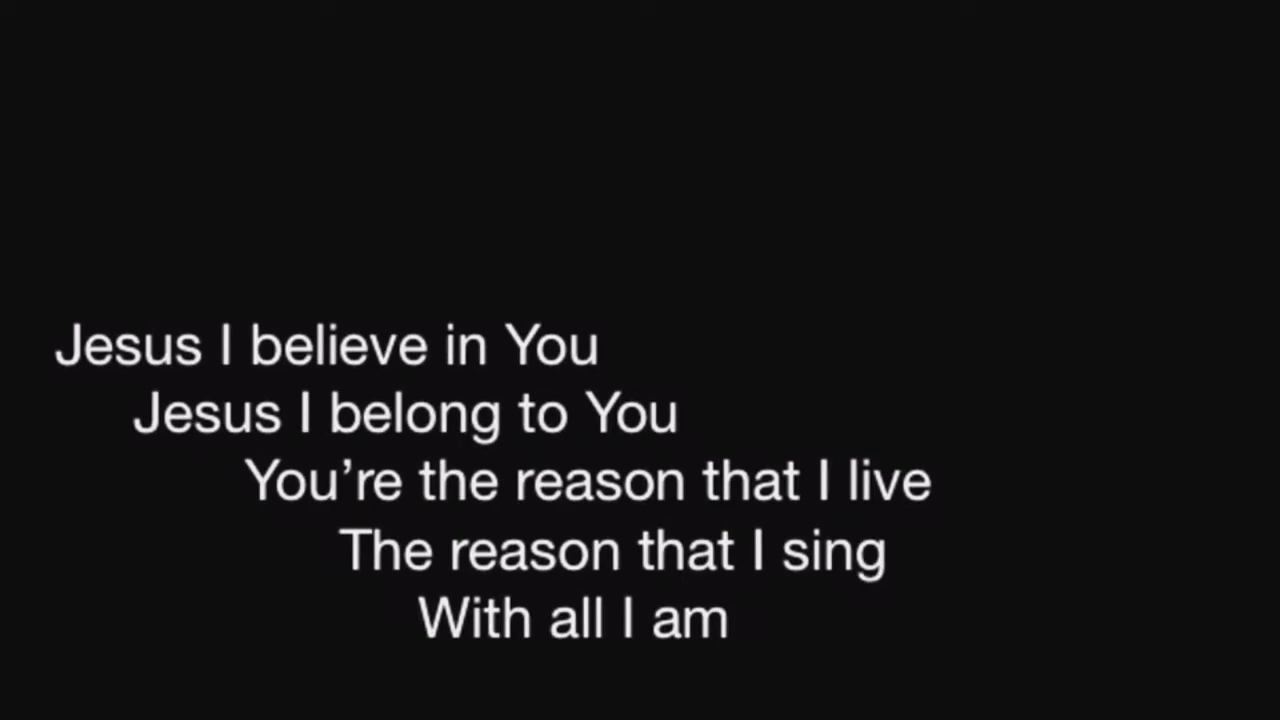 Jesus I believe in You
Jesus I belong to You
You’re the reason that I live
The reason that I sing
With all I am